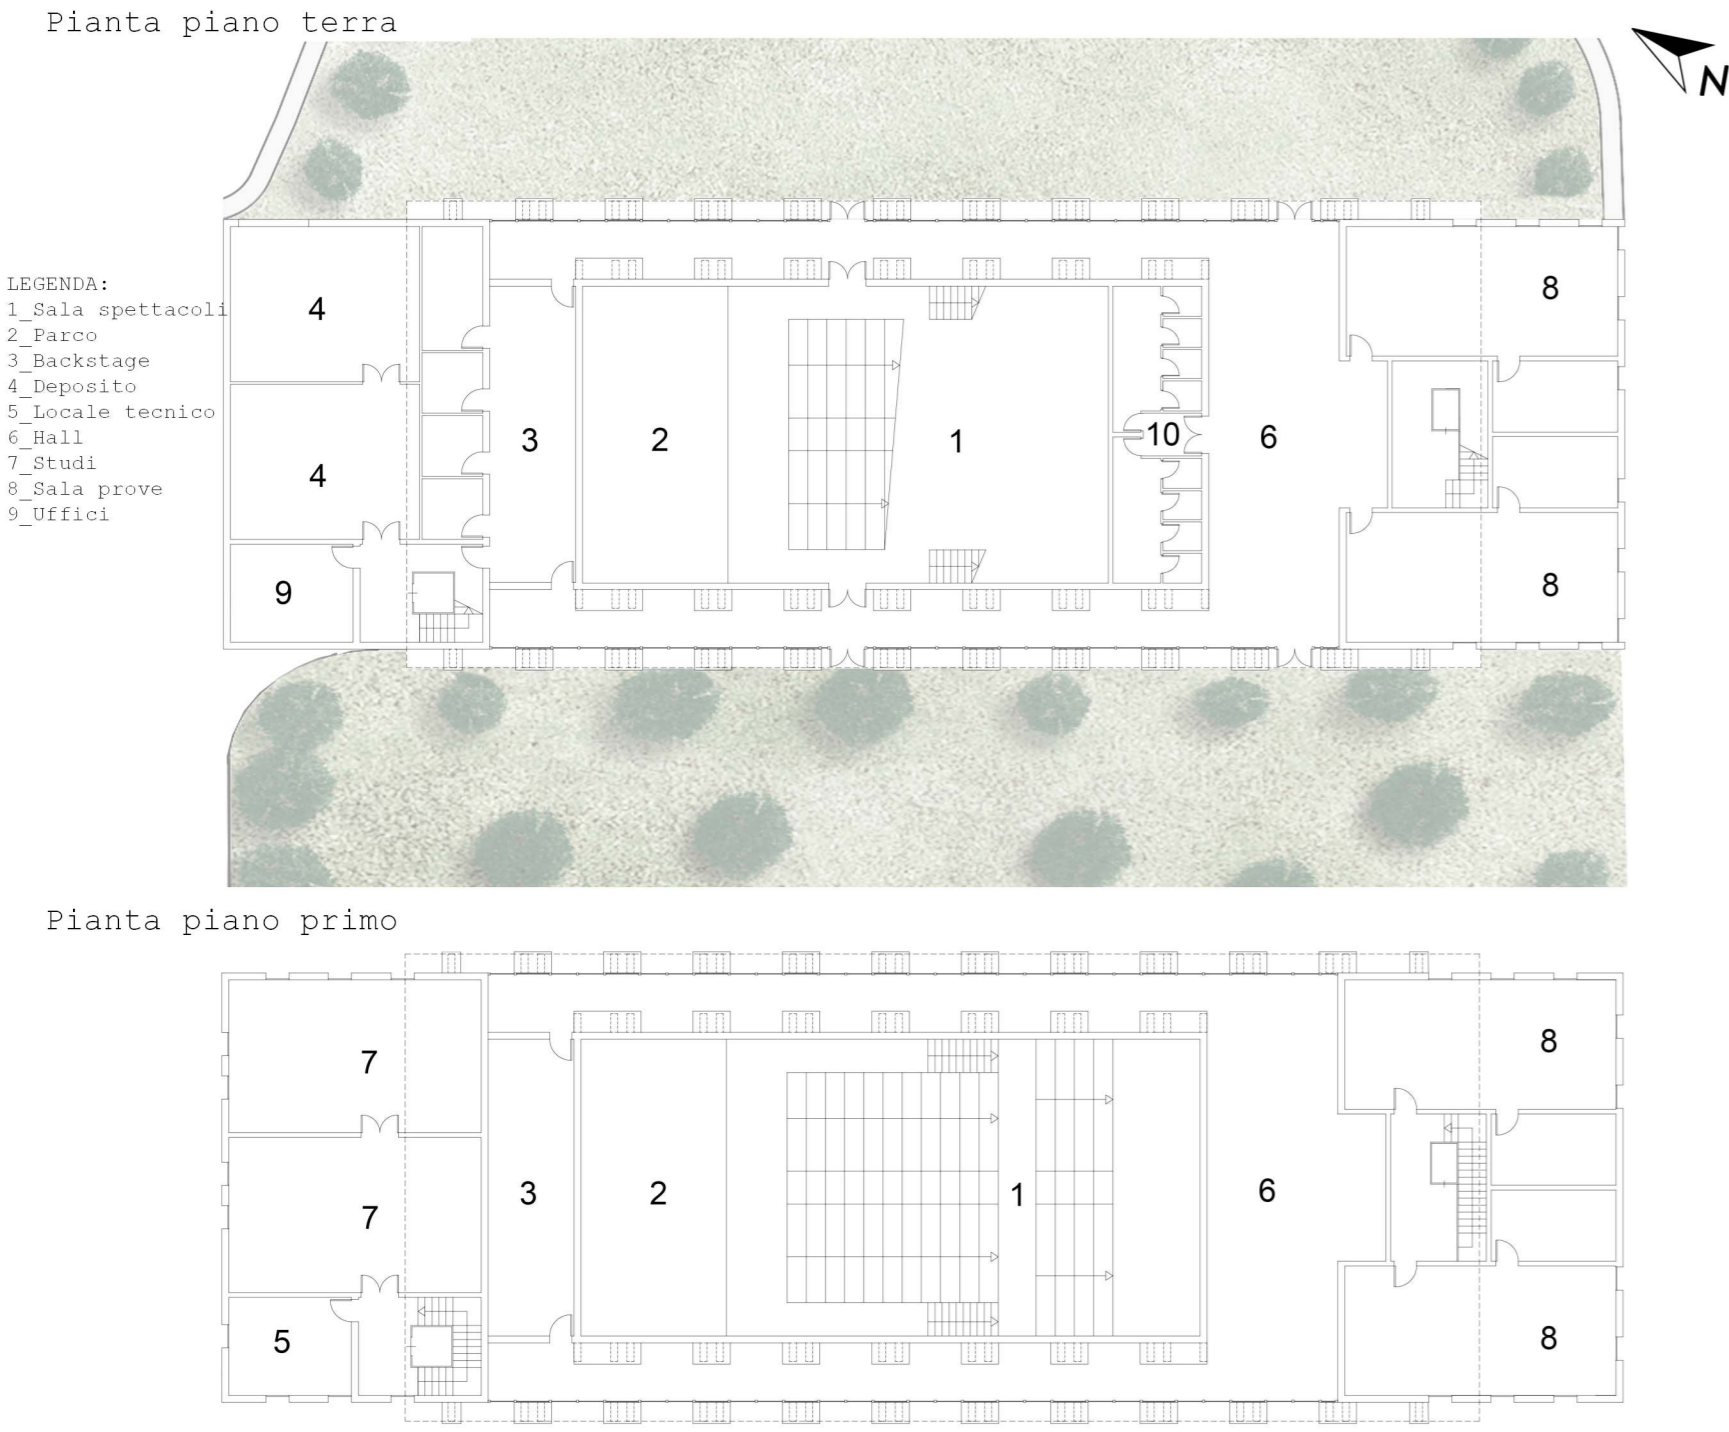 Pianta piano terra
N
LEGENDA:
1_Sala spettacoli
2_Parco
3_Backstage
4_Deposito
5_Locale tecnico
6_Hall
7_Studi
8_Sala prove
9_Uffici
4
8
3
2
1
10
6
4
9
8
Pianta piano primo
7
8
3
2
1
6
7
5
8